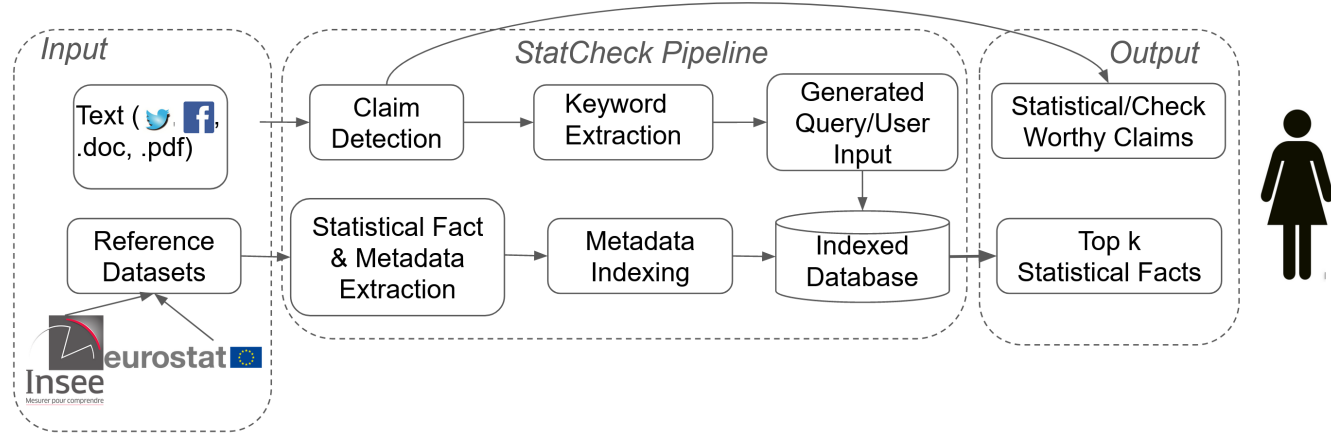 Input
StatCheck Pipeline
Output
Text ( , ,
.doc, .pdf)
Claim
Detection
Keyword
Extraction
Generated
Query/User
Input
Statistical/Check
Worthy Claims
Reference
Datasets
Statistical Fact
& Metadata
Extraction
Metadata
Indexing
Indexed
Database
Top k
Statistical Facts
eurostat
Insee
Mesurer pour comprendre